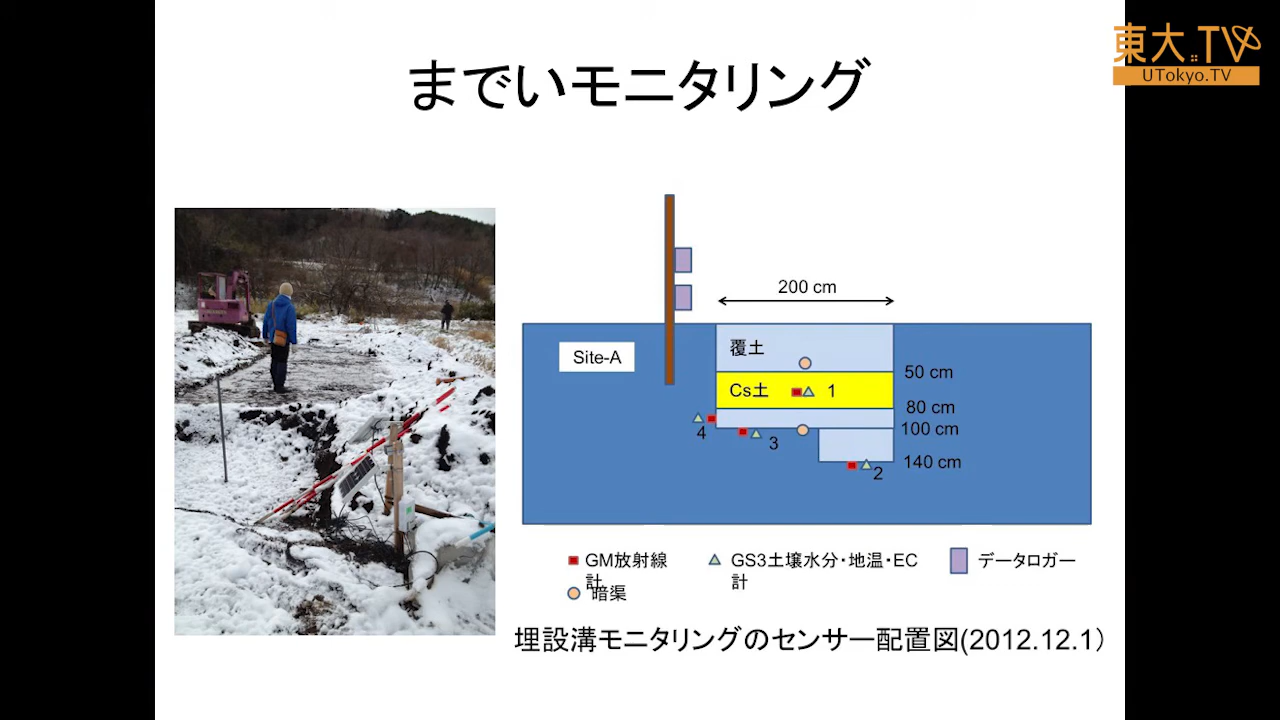 東大.TV
UTokyo.TV
までいモニタリング
200 cm
Site-A
覆土
50 cm
Cs土
1
80 cm
4
3
100 cm
140 cm
2
GM放射線
計
GS3土壌水分・地温・EC
計
データロガー
暗渠
埋設溝モニタリングのセンサー配置図(2012.12.1)